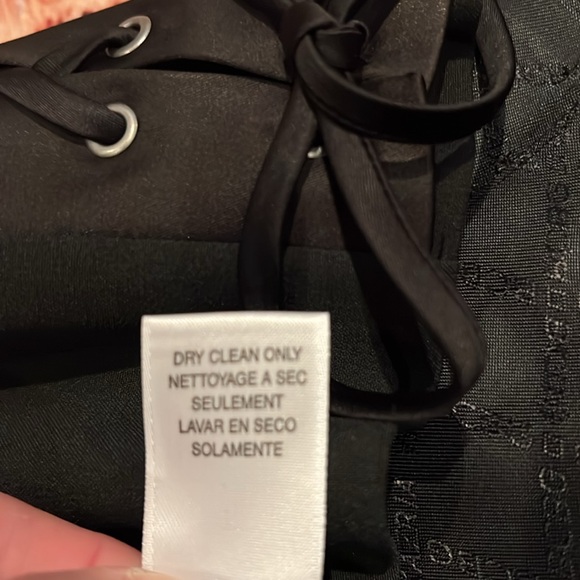 DRY CLEAN ONLY
NETTOYAGE A SEC
SEULEMENT
LAVAR EN SECO
SOLAMENTE